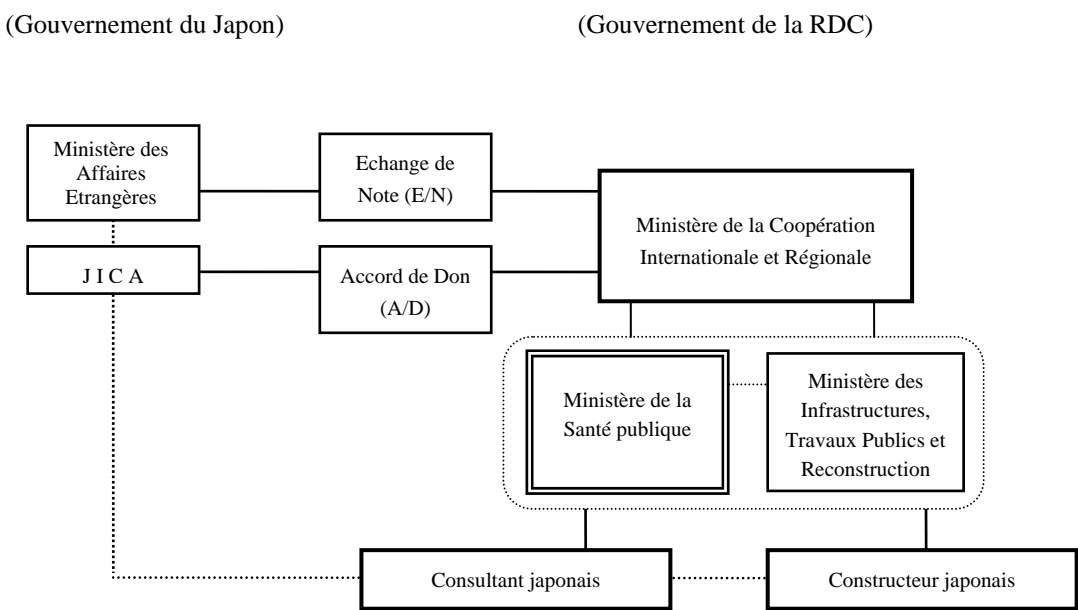 (Gouvernement du Japon)
(Gouvernement de la RDC)
Ministère des
Affaires
Etrangères
Echange de
Note (E/N)
Ministère de la Coopération
Internationale et Régionale
J I C A
Accord de Don
(A/D)
Ministère de la
Santé publique
Ministère des
Infrastructures,
Travaux Publics et
Reconstruction
Consultant japonais
Constructeur japonais